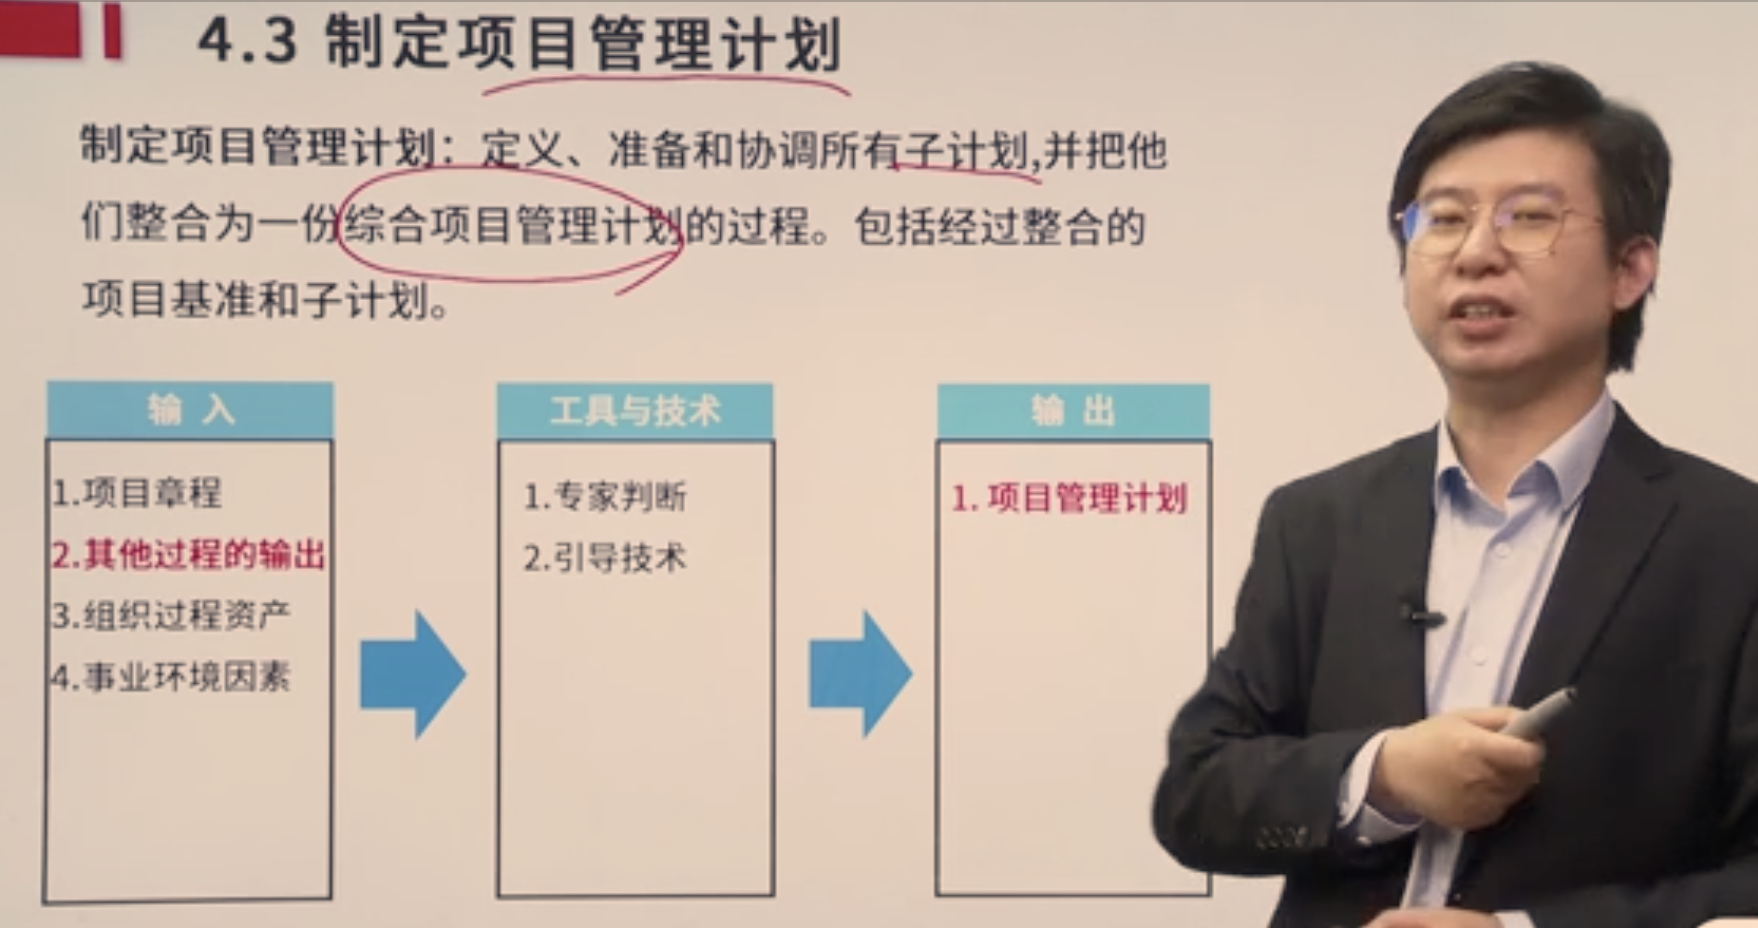 4.3 制定项目管理计划
制定项目管理计划：定义、准备和协调所有子计划,并把他
们整合为一份综合项目管理计划的过程。包括经过整合的
项目基准和子计划。
输 入
1.项目章程
2.其他过程的输出
3.组织过程资产
4.事业环境因素
工具与技术
1.专家判断
2.引导技术
输 出
1. 项目管理计划